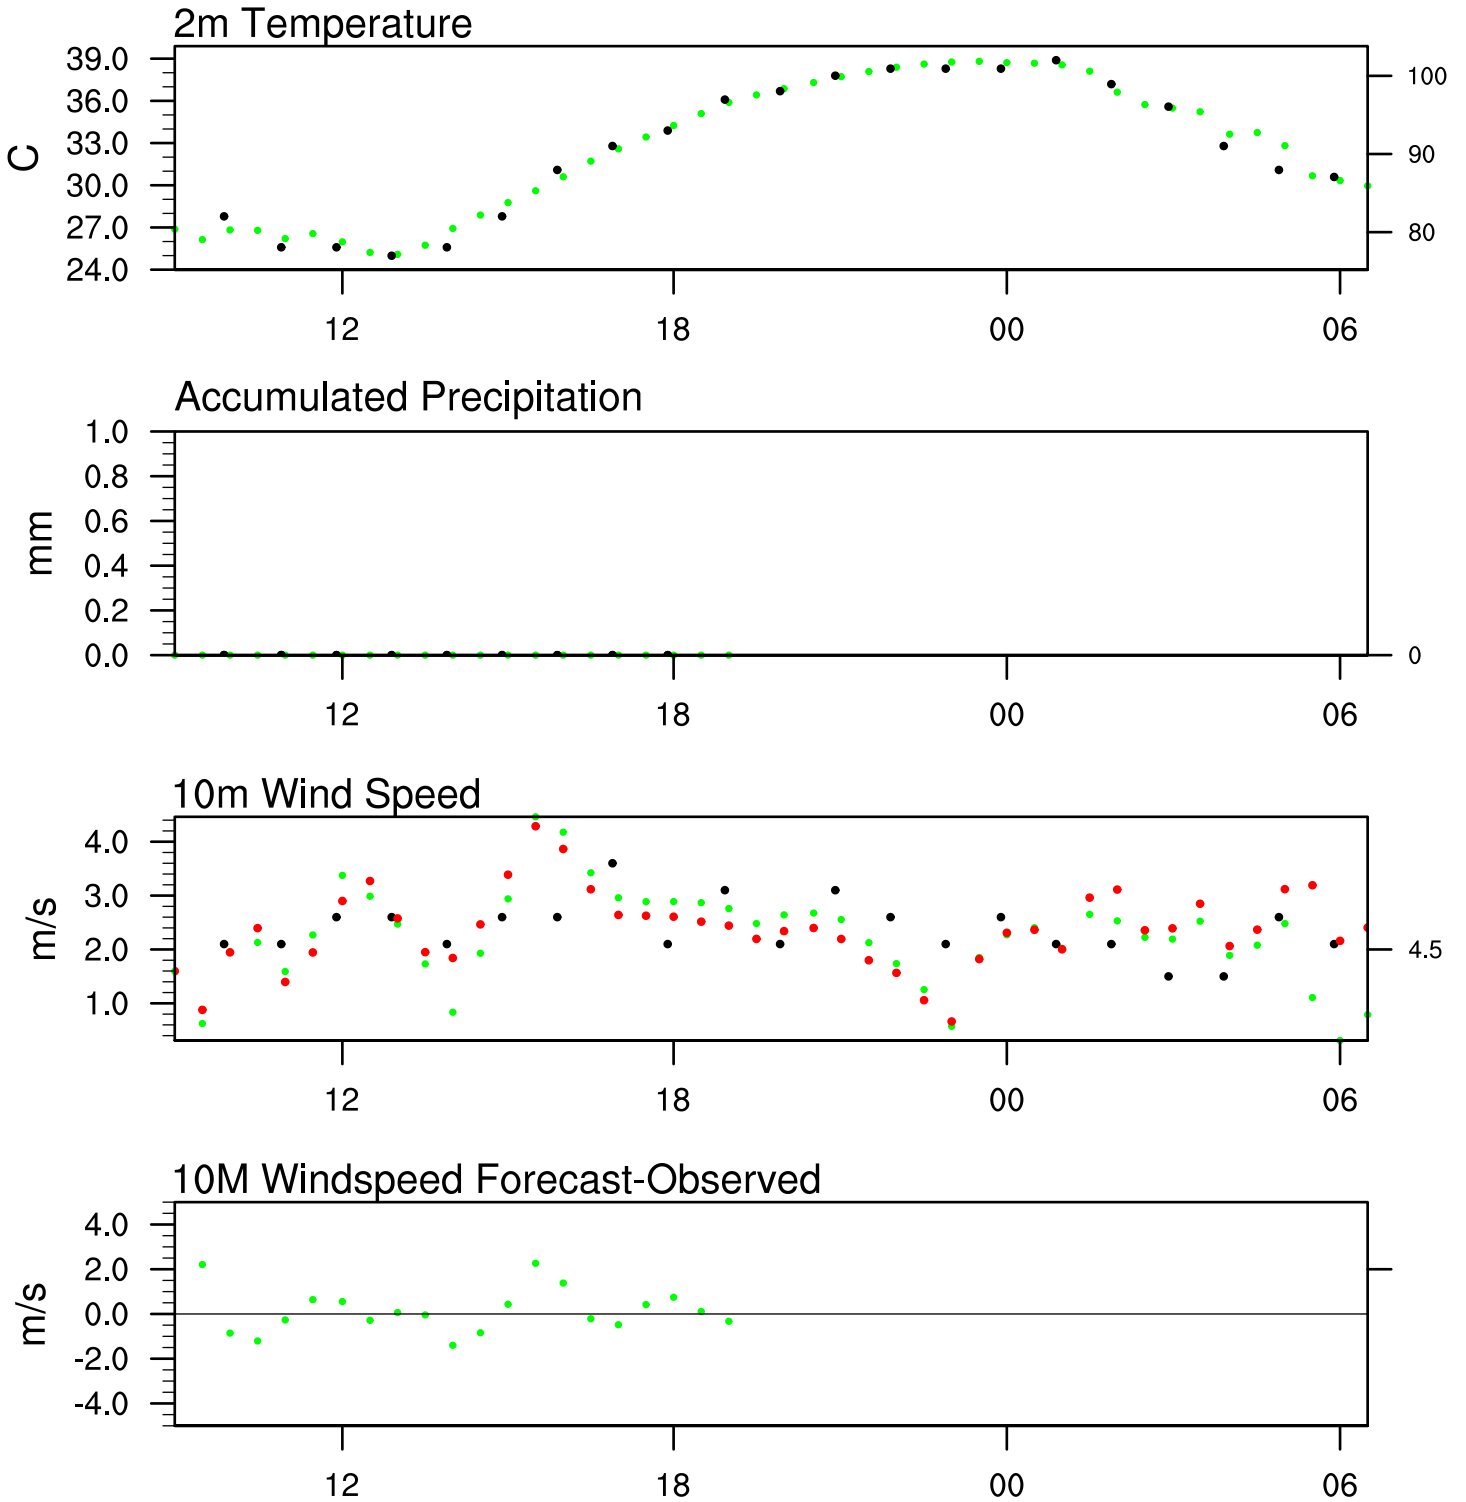 2m Temperature
39.0
36.0
33.0
30.0
27.0
24.0
C
100
90
80
12 18 00 06
Accumulated Precipitation
1.0
0.8
0.6
0.4
0.2
0.0
mm
0
12 18 00 06
10m Wind Speed
4.0
3.0
2.0
1.0
m/s
4.5
12 18 00 06
10M Windspeed Forecast-Observed
4.0
2.0
0.0
-2.0
-4.0
m/s
12 18 00 06